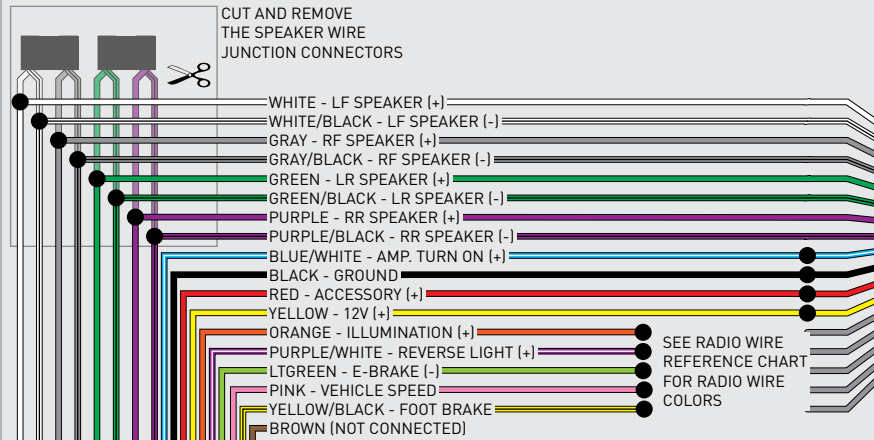 CUT AND REMOVE
THE SPEAKER WIRE
JUNCTION CONNECTORS
WHITE - LF SPEAKER (+)
WHITE/BLACK - LF SPEAKER (-)
GRAY - RF SPEAKER (+)
GRAY/BLACK - RF SPEAKER (-)
GREEN - LR SPEAKER (+)
GREEN/BLACK - LR SPEAKER (-)
PURPLE - RR SPEAKER (+)
PURPLE/BLACK - RR SPEAKER (-)
BLUE/WHITE - AMP. TURN ON (+)
BLACK - GROUND
RED - ACCESSORY (+)
YELLOW - 12V (+)
ORANGE - ILLUMINATION (+)
PURPLE/WHITE - REVERSE LIGHT (+)
LTGREEN - E-BRAKE (-)
PINK - VEHICLE SPEED
YELLOW/BLACK - FOOT BRAKE
BROWN (NOT CONNECTED)
SEE RADIO WIRE
REFERENCE CHART
FOR RADIO WIRE
COLORS